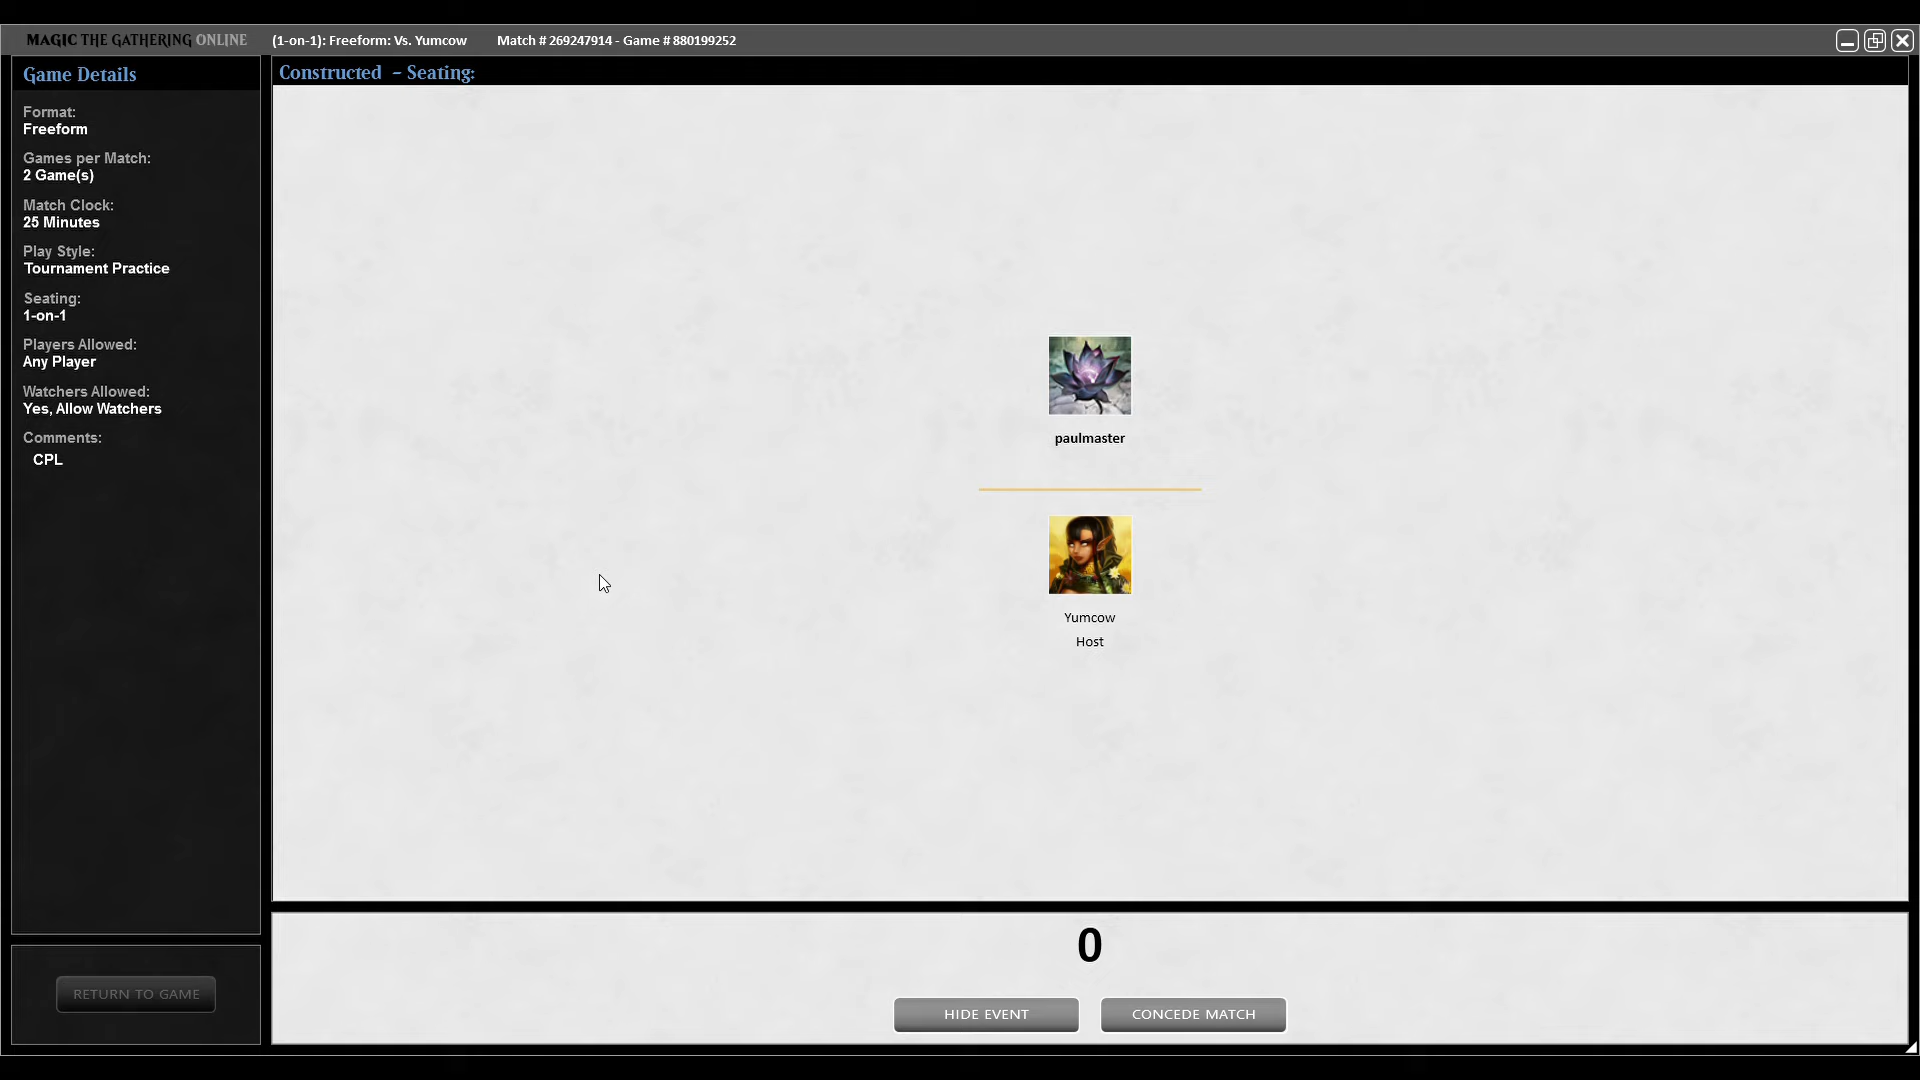 MAGIC THE GATHERING ONLINE (1-on-1): Freeform: Vs. Yumcow Match # 269247914 - Game # 880199252
Game Details
Format:
Freeform
Games per Match:
2 Game(s)
Match Clock:
25 Minutes
Play Style:
Tournament Practice
Seating:
1-on-1
Players Allowed:
Any Player
Watchers Allowed:
Yes, Allow Watchers
Comments:
CPL
RETURN TO GAME
Constructed – Seating:
paulmaster
Yumcow
Host
0
HIDE EVENT CONCEDE MATCH